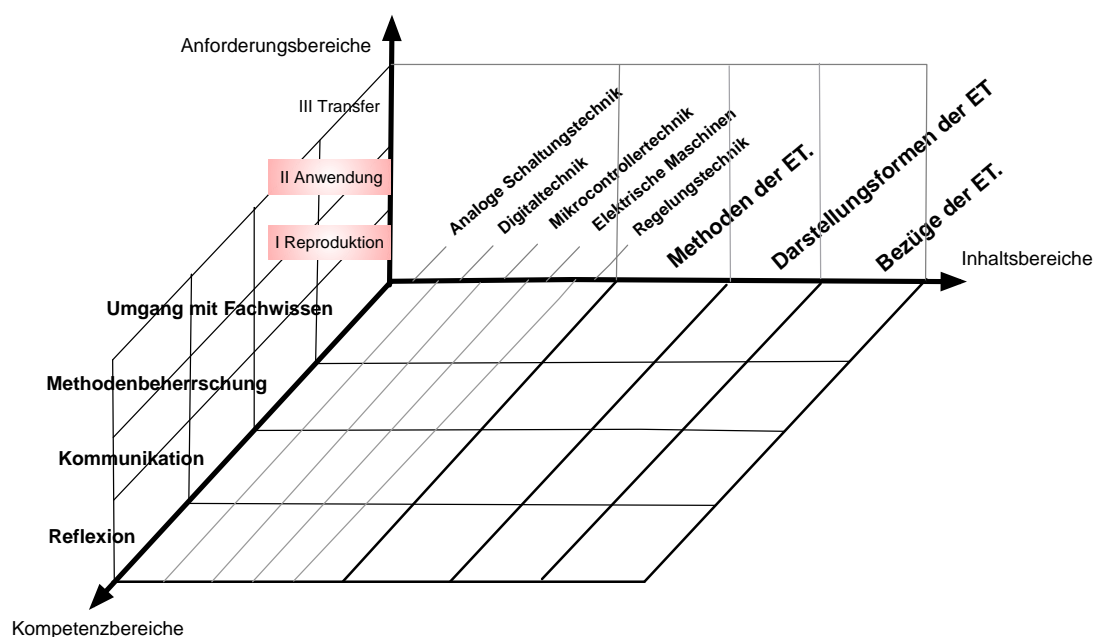 Anforderungsbereiche
III Transfer
II Anwendung
I Reproduktion
Analoge Schaltungstechnik
Digitaltechnik
Mikrocontrollertechnik
Elektrische Maschinen
Regelungstechnik
Methoden der ET.
Darstellungsformen der ET
Bezüge der ET.
Inhaltsbereiche
Umgang mit Fachwissen
Methodenbeherrschung
Kommunikation
Reflexion
Kompetenzbereiche